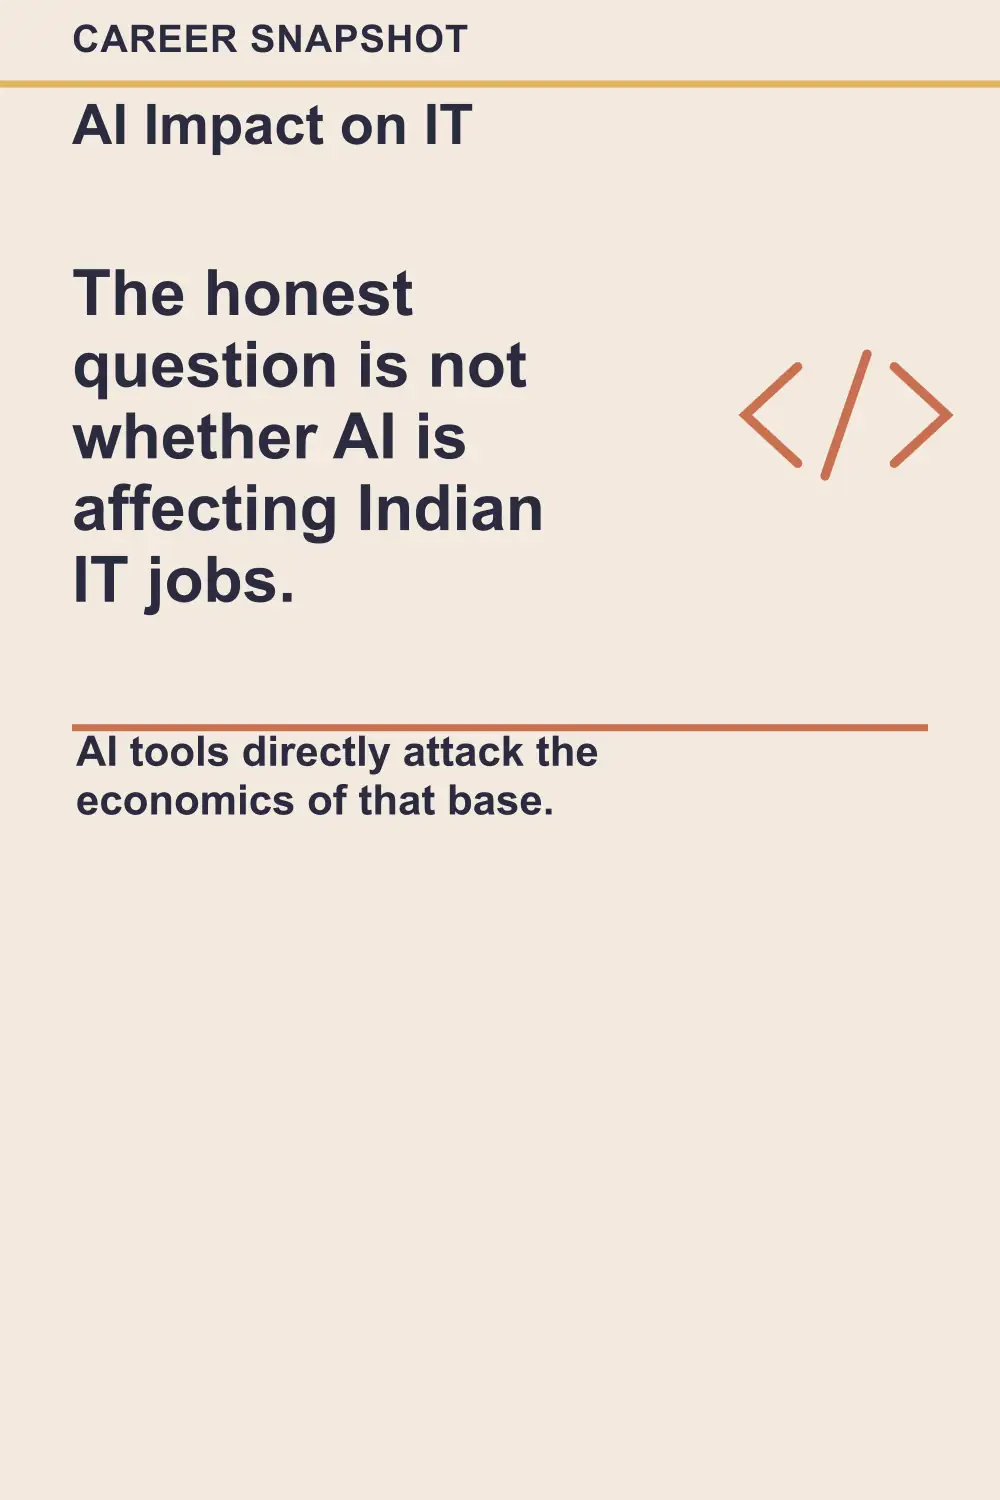 CAREER SNAPSHOT
AI Impact on IT
The honest
question is not
whether AI is
affecting Indian
IT jobs.
AI tools directly attack the
economics of that base.